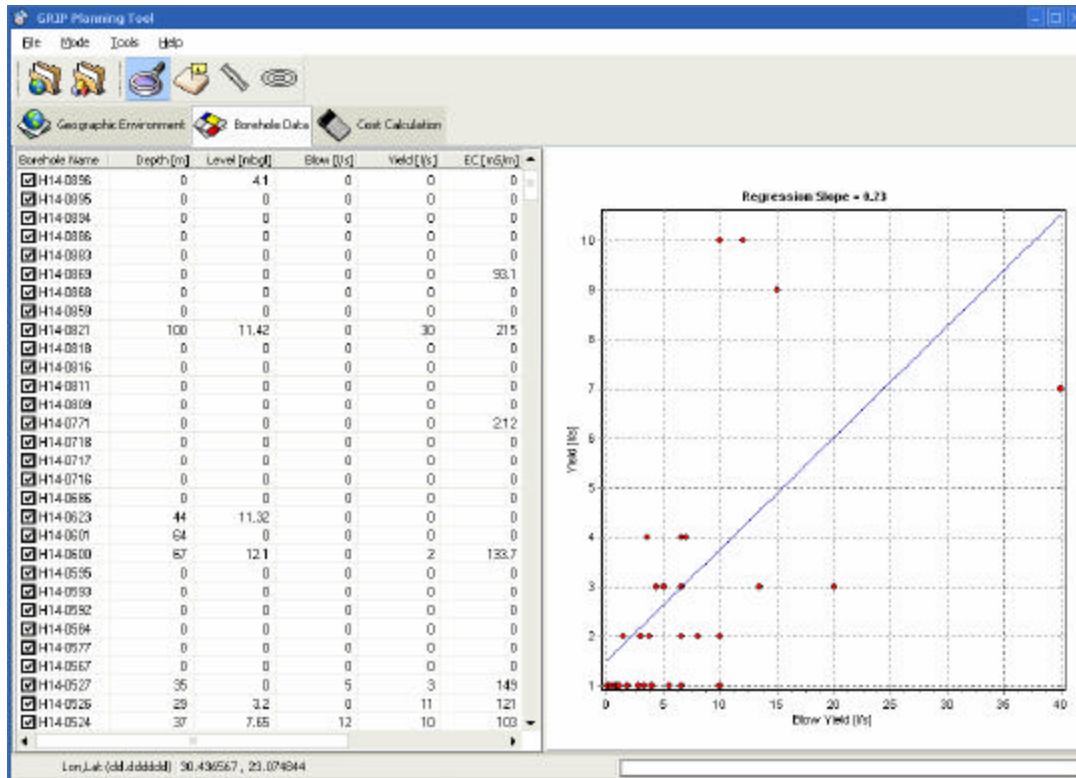 GRIP Planning Tool
File Mode Tools Help
Geographic Environment Borehole Data Cost Calculation
Borehole Name Depth [m] Level [mbgl] Blow [l/s] Yield [l/s] EC [mS/m]
H14-0896 0 4.1 0 0 0
H14-0895 0 0 0 0 0
H14-0894 0 0 0 0 0
H14-0886 0 0 0 0 0
H14-0883 0 0 0 0 0
H14-0869 0 0 0 0 93.1
H14-0868 0 0 0 0 0
H14-0859 0 0 0 0 0
H14-0821 100 11.42 0 30 215
H14-0818 0 0 0 0 0
H14-0816 0 0 0 0 0
H14-0811 0 0 0 0 0
H14-0809 0 0 0 0 0
H14-0771 0 0 0 0 212
H14-0718 0 0 0 0 0
H14-0717 0 0 0 0 0
H14-0716 0 0 0 0 0
H14-0686 0 0 0 0 0
H14-0623 44 11.32 0 0 0
H14-0601 64 0 0 0 0
H14-0600 67 12.1 0 2 133.7
H14-0595 0 0 0 0 0
H14-0593 0 0 0 0 0
H14-0592 0 0 0 0 0
H14-0584 0 0 0 0 0
H14-0577 0 0 0 0 0
H14-0567 0 0 0 0 0
H14-0527 35 0 5 3 149
H14-0526 29 3.2 0 11 121
H14-0524 37 7.65 12 10 103
Regression Slope = 0.23
10
9
8
7
6
5
4
3
2
1
Yield [l/s]
0 5 10 15 20 25 30 35 40
Blow Yield [l/s]
Lon,Lat (dd.dddddd) 30.436567 , 23.074844